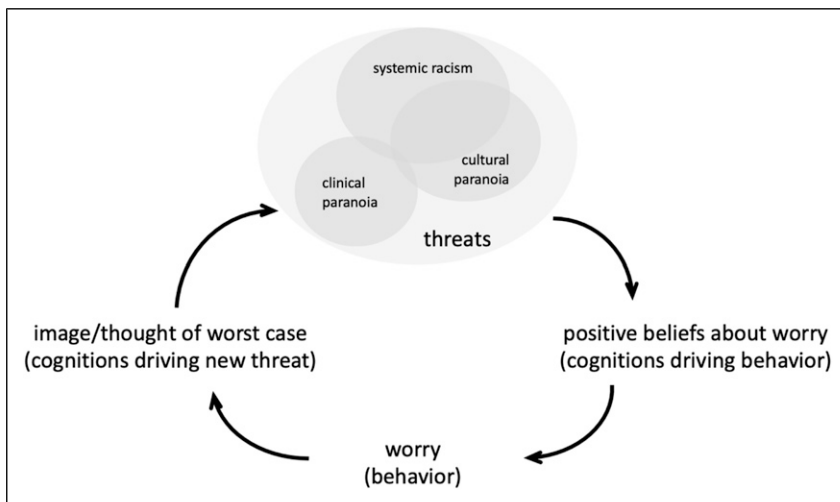 systemic racism
cultural
paranoia
clinical
paranoia
threats
image/thought of worst case
(cognitions driving new threat)
positive beliefs about worry
(cognitions driving behavior)
worry
(behavior)